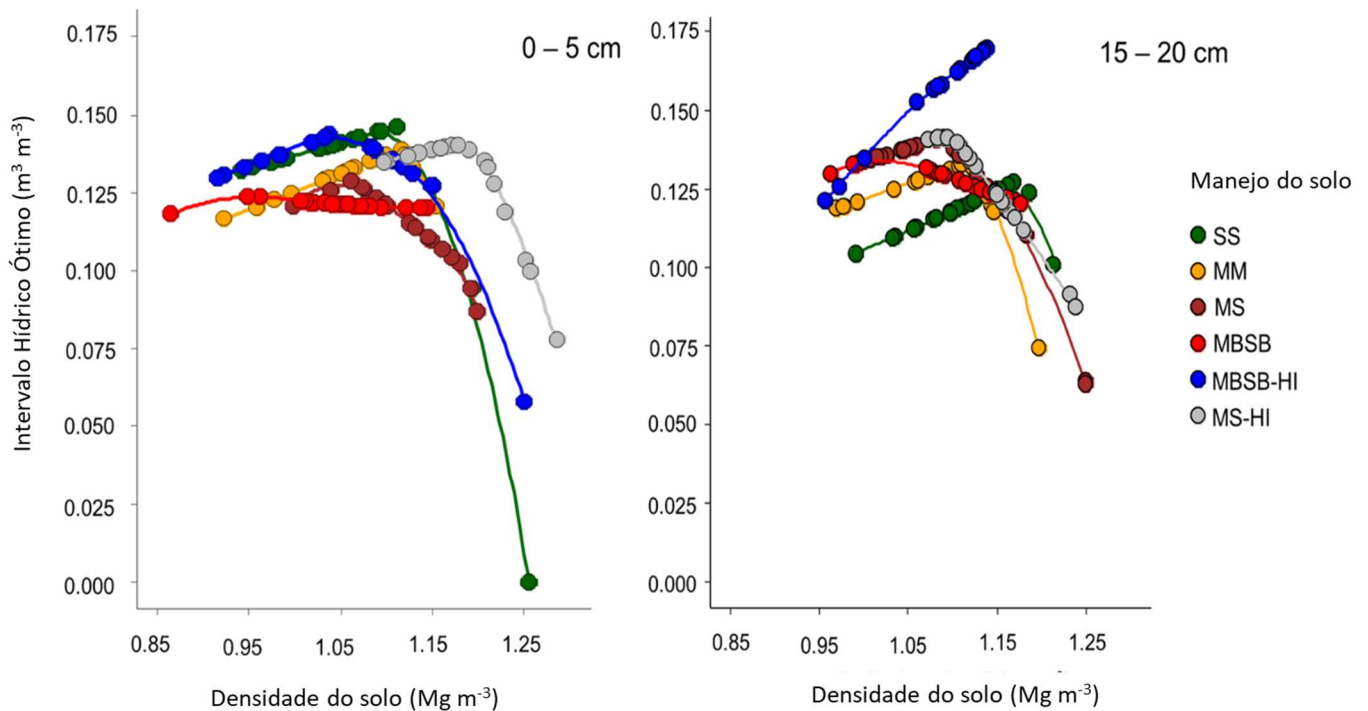 0 – 5 cm
Intervalo Hídrico Ótimo (m³ m⁻³)
0.175
0.150
0.125
0.100
0.075
0.050
0.025
0.000
0.85
0.95
1.05
1.15
1.25
Densidade do solo (Mg m⁻³)
15 – 20 cm
0.175
0.150
0.125
0.100
0.075
0.050
0.025
0.000
0.85
0.95
1.05
1.15
1.25
Densidade do solo (Mg m⁻³)
Manejo do solo
SS
MM
MS
MBSB
MBSB-HI
MS-HI